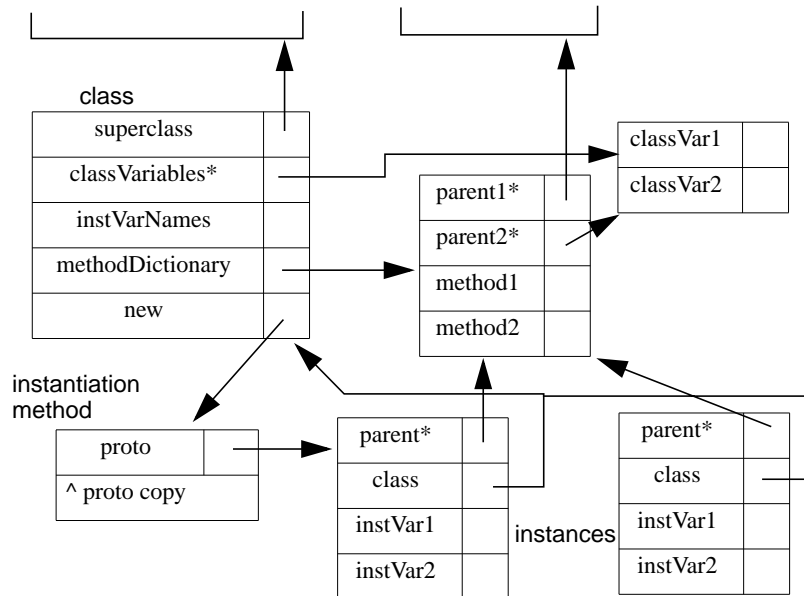 class
superclass
classVariables*
instVarNames
methodDictionary
new
classVar1
classVar2
parent1*
parent2*
method1
method2
instantiation
method
proto
^ proto copy
parent*
class
instVar1
instVar2
instances
parent*
class
instVar1
instVar2